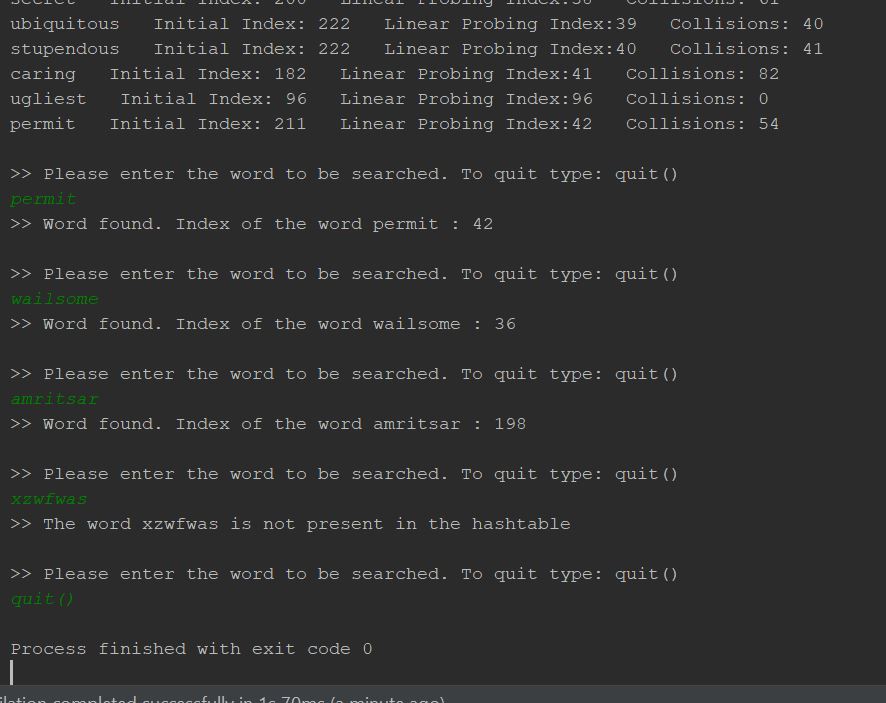 secret   Initial Index: 200   Linear Probing Index:38   Collisions: 61
ubiquitous   Initial Index: 222   Linear Probing Index:39   Collisions: 40
stupendous   Initial Index: 222   Linear Probing Index:40   Collisions: 41
caring   Initial Index: 182   Linear Probing Index:41   Collisions: 82
ugliest   Initial Index: 96   Linear Probing Index:96   Collisions: 0
permit   Initial Index: 211   Linear Probing Index:42   Collisions: 54
>> Please enter the word to be searched. To quit type: quit()
permit
>> Word found. Index of the word permit : 42
>> Please enter the word to be searched. To quit type: quit()
wailsome
>> Word found. Index of the word wailsome : 36
>> Please enter the word to be searched. To quit type: quit()
amritsar
>> Word found. Index of the word amritsar : 198
>> Please enter the word to be searched. To quit type: quit()
xzwfwas
>> The word xzwfwas is not present in the hashtable
>> Please enter the word to be searched. To quit type: quit()
quit()
Process finished with exit code 0
ilation completed successfully in 1s 70ms (a minute ago)